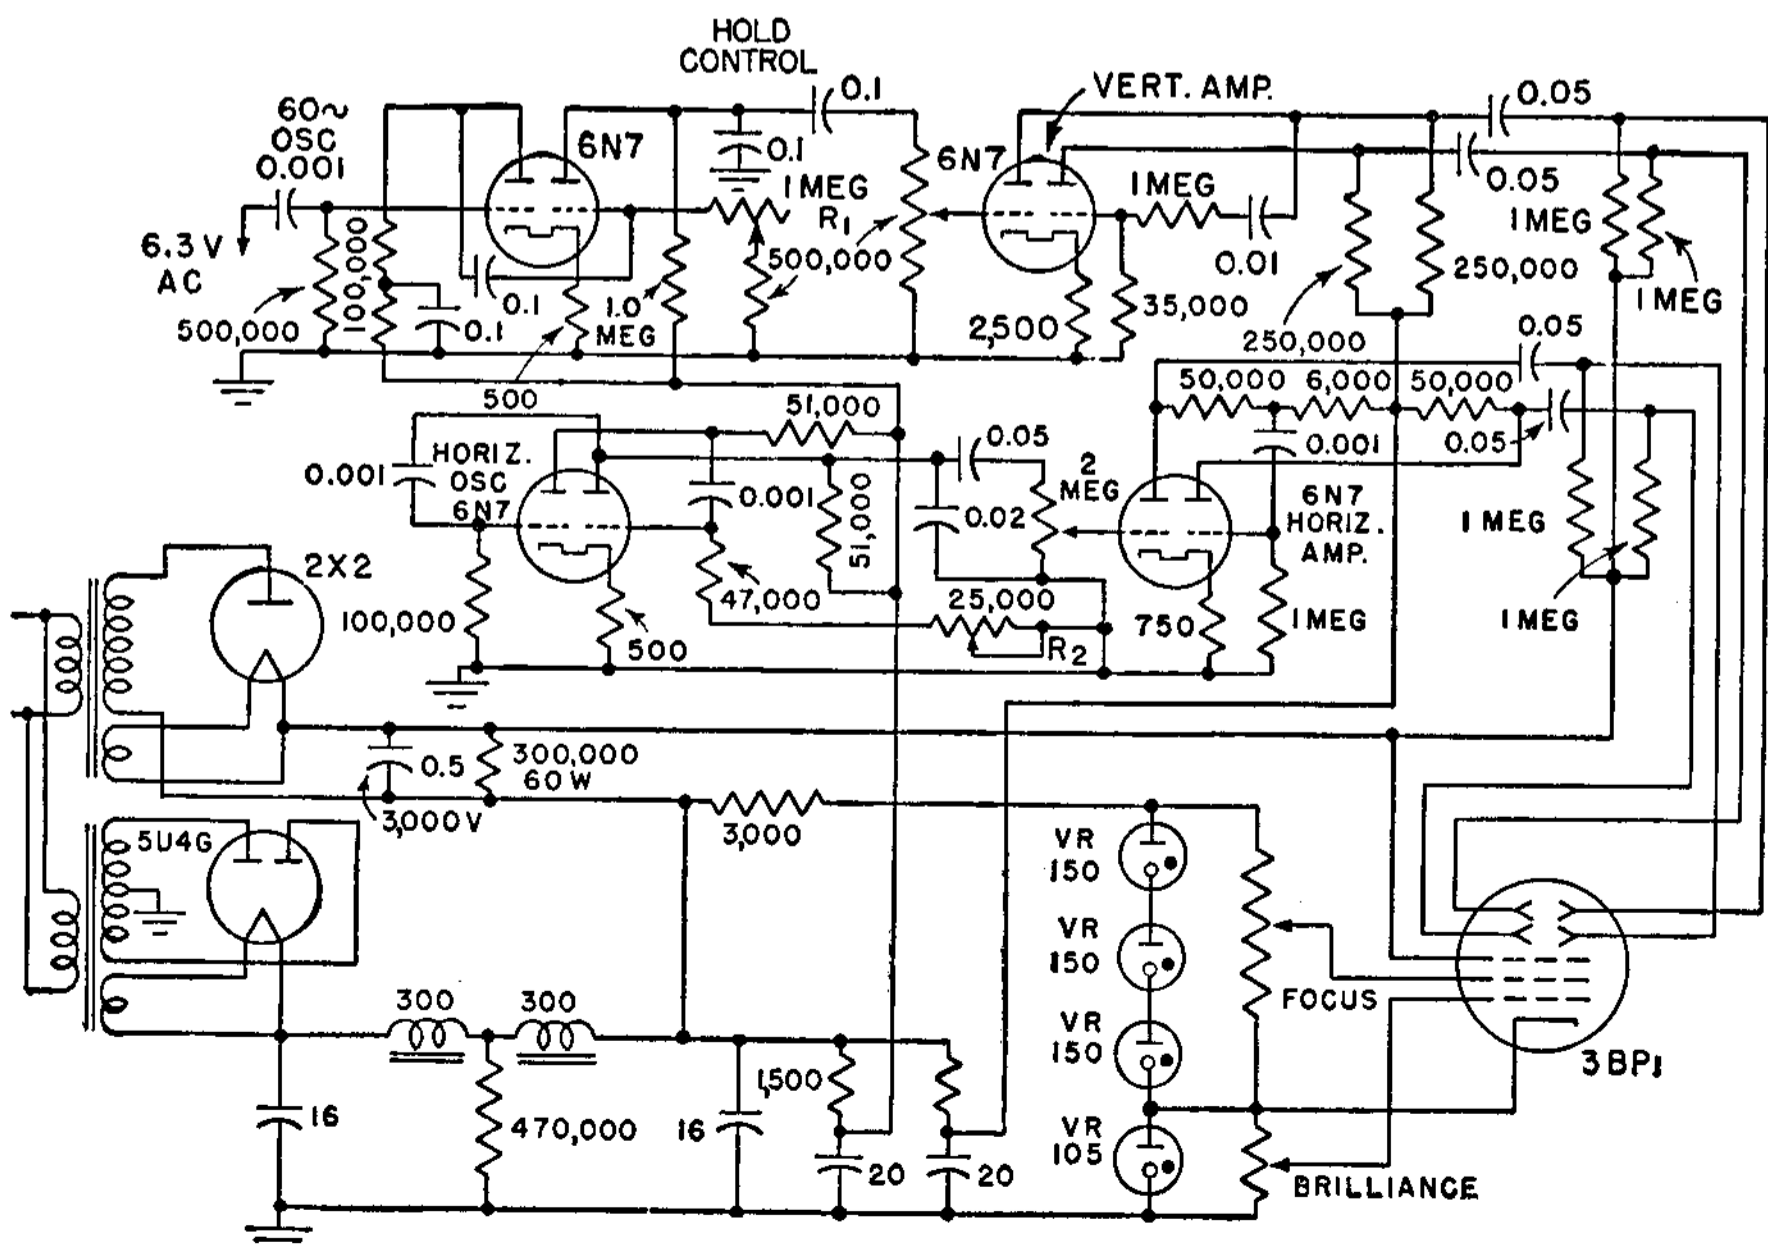 HOLD
CONTROL
60~
OSC
0.001
6N7
0.1
0.1
VERT. AMP.
0.05
6N7
1 MEG
R1
1 MEG
0.05
1 MEG
6.3 V
AC
100,000
500,000
0.01
250,000
1 MEG
500,000
0.1
0.1
1.0
MEG
2,500
35,000
250,000
0.05
500
50,000
6,000
50,000
51,000
0.05
0.001
HORIZ.
OSC
6N7
0.001
0.001
51,000
0.02
2
MEG
0.05
6N7
HORIZ.
AMP.
1 MEG
2X2
100,000
47,000
25,000
750
1 MEG
1 MEG
500
R2
0.5
300,000
60 W
3,000 V
3,000
5U4G
VR
150
VR
150
FOCUS
300
300
VR
150
3BP1
1,500
16
470,000
16
20
20
VR
105
BRILLIANCE